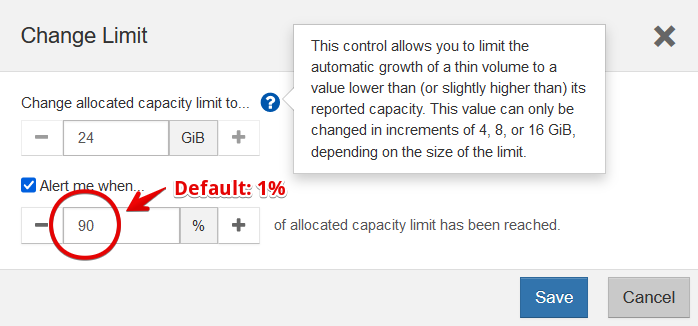 Change Limit
This control allows you to limit the
automatic growth of a thin volume to a
value lower than (or slightly higher than) its
reported capacity. This value can only be
changed in increments of 4, 8, or 16 GiB,
depending on the size of the limit.
Change allocated capacity limit to... ?
− 24 GiB +
Alert me when...
Default: 1%
− 90 % + of allocated capacity limit has been reached.
Save Cancel